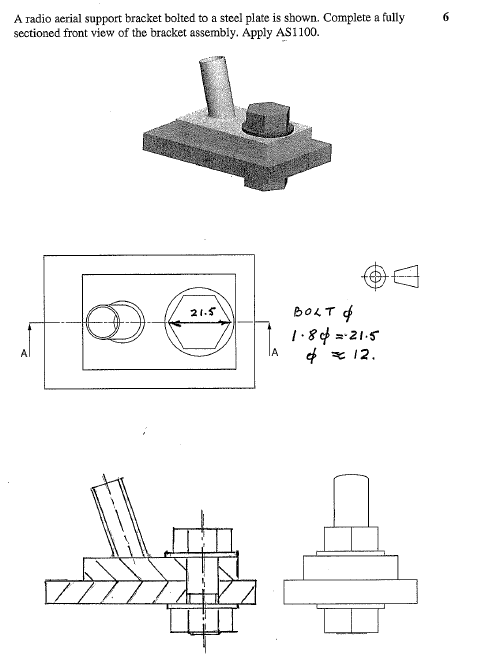 A radio aerial support bracket bolted to a steel plate is shown. Complete a fully 6
sectioned front view of the bracket assembly. Apply AS1100.
21.5
BOLT φ
1.8φ = 21.5
φ ≈ 12.
A A